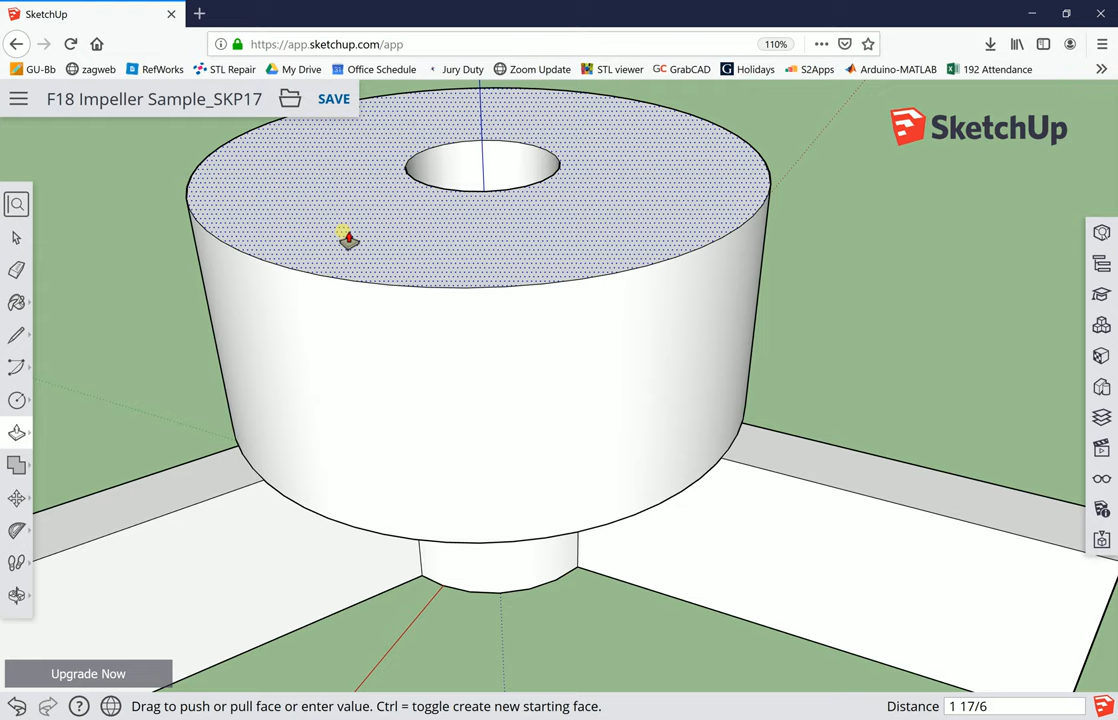 SketchUp
https://app.sketchup.com/app
110%
GU-Bb
zagweb
RefWorks
STL Repair
My Drive
Office Schedule
Jury Duty
Zoom Update
STL viewer
GC GrabCAD
Holidays
S2Apps
Arduino-MATLAB
192 Attendance
F18 Impeller Sample_SKP17
SAVE
SketchUp
Upgrade Now
Drag to push or pull face or enter value. Ctrl = toggle create new starting face.
Distance 1 17/6